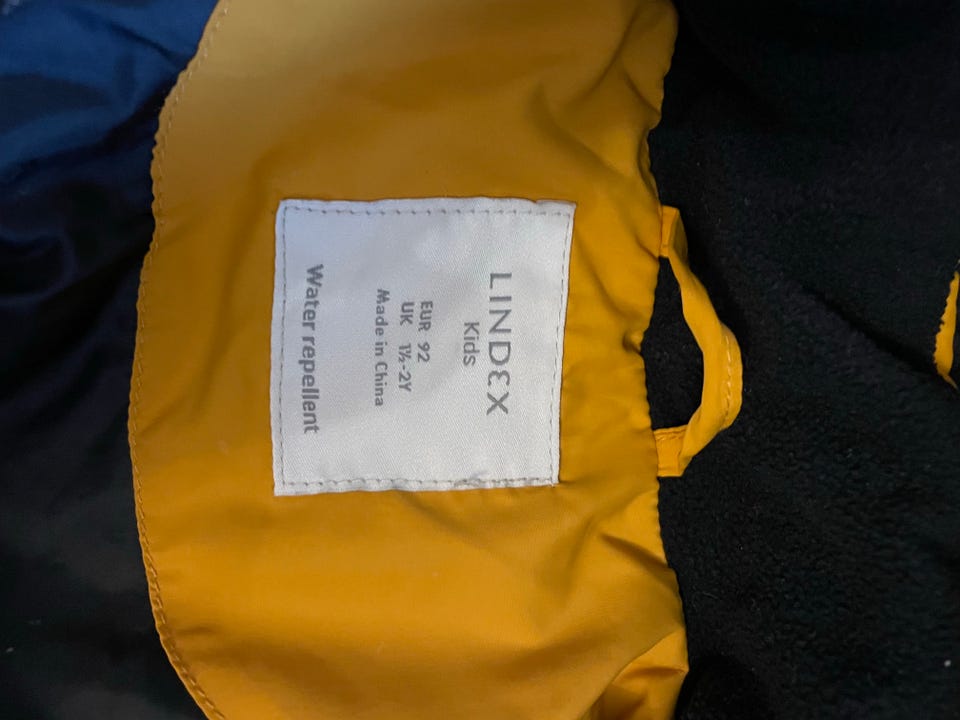 LINDEX
Kids
EUR 92
UK 1½-2Y
Made in China
Water repellent